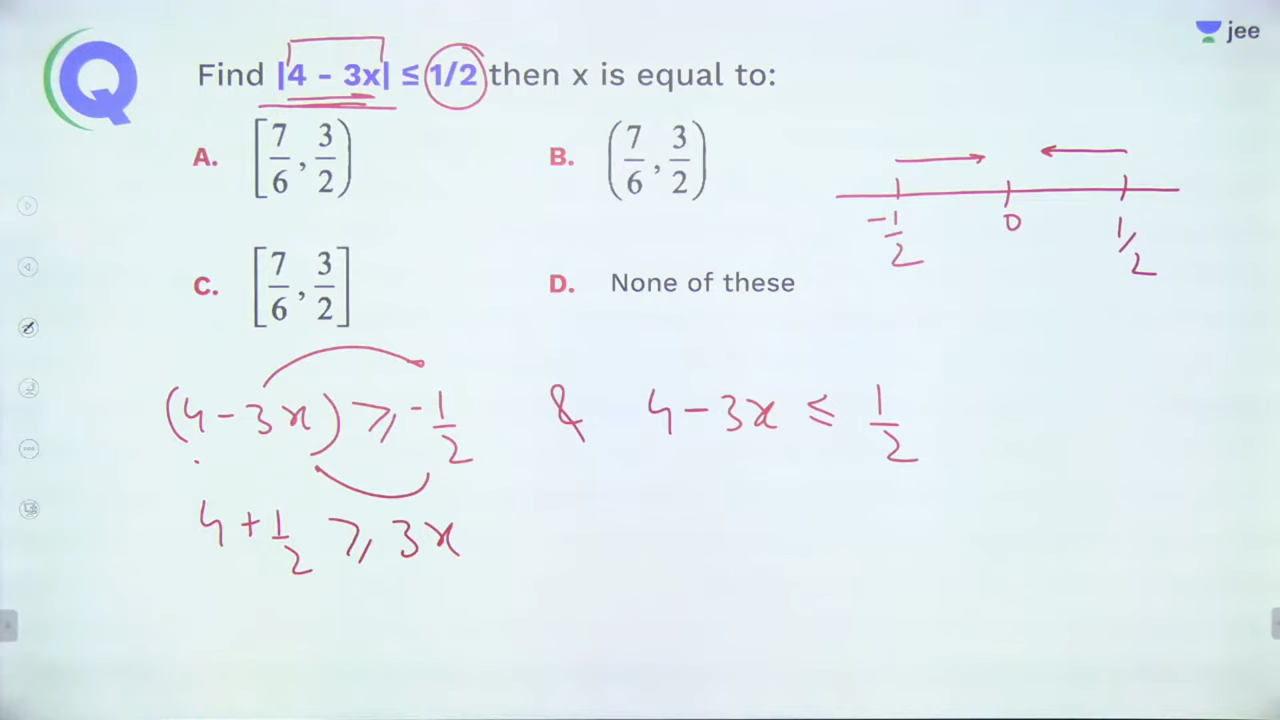 jee
Find |4 - 3x| ≤ 1/2 then x is equal to:
A. [7/6, 3/2)
B. (7/6, 3/2)
C. [7/6, 3/2]
D. None of these
-1/2 0 1/2
(4-3x) ≥ -1/2 & 4-3x ≤ 1/2
4+1/2 ≥ 3x